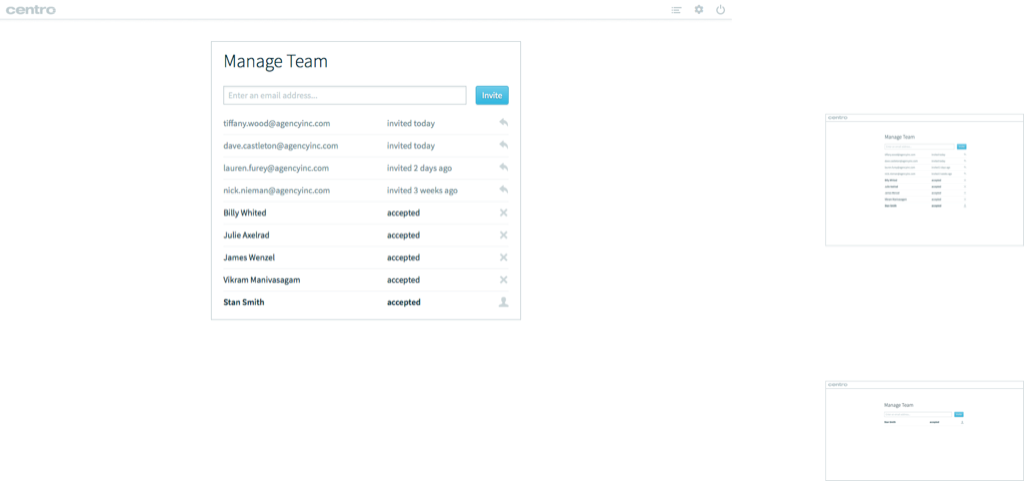 centro
Manage Team
Enter an email address...
Invite
tiffany.wood@agencyinc.com invited today
dave.castleton@agencyinc.com invited today
lauren.furey@agencyinc.com invited 2 days ago
nick.nieman@agencyinc.com invited 3 weeks ago
Billy Whited accepted
Julie Axelrad accepted
James Wenzel accepted
Vikram Manivasagam accepted
Stan Smith accepted
centro
Manage Team
centro
Manage Team